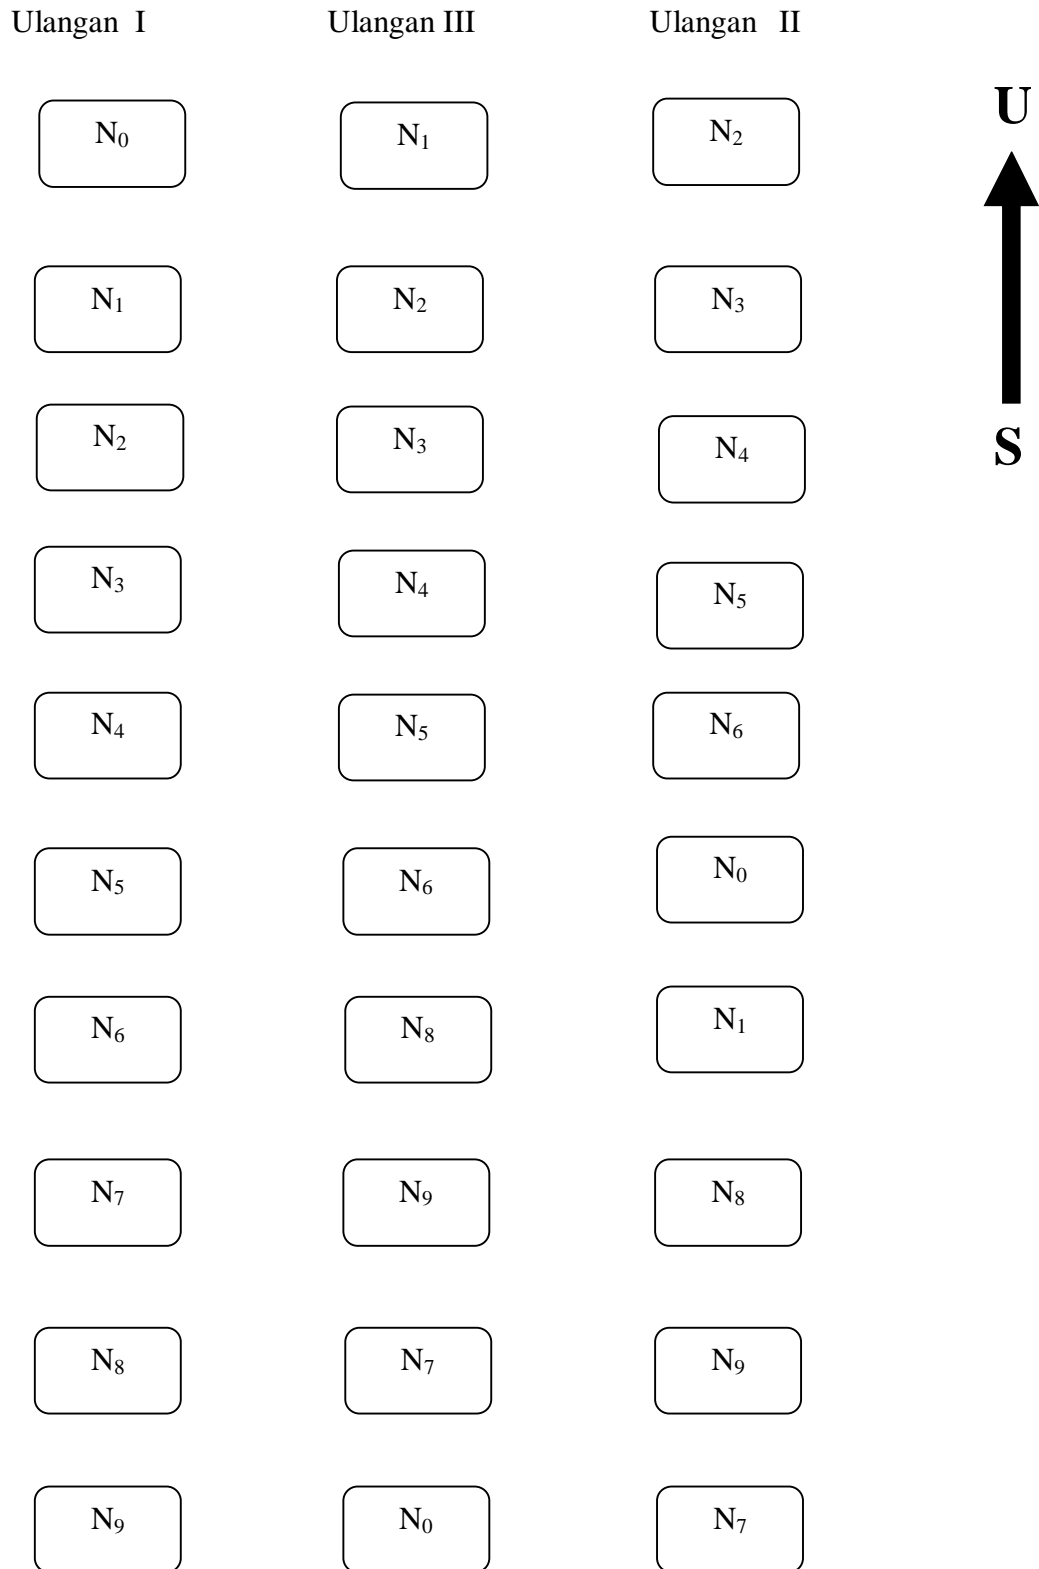 Ulangan I Ulangan III Ulangan II
U
N₀ N₁ N₂
N₁ N₂ N₃
N₂ N₃ N₄
S
N₃ N₄ N₅
N₄ N₅ N₆
N₅ N₆ N₀
N₆ N₈ N₁
N₇ N₉ N₈
N₈ N₇ N₉
N₉ N₀ N₇